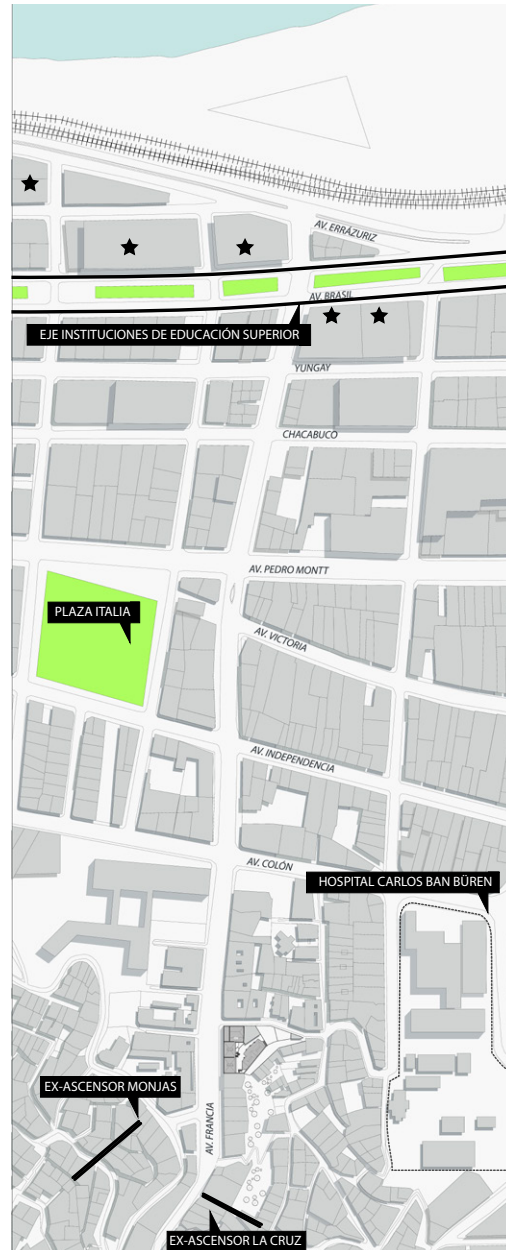 AV. ERRÁZURIZ
AV. BRASIL
EJE INSTITUCIONES DE EDUCACIÓN SUPERIOR
YUNGAY
CHACABUCO
AV. PEDRO MONTT
PLAZA ITALIA
AV. VICTORIA
AV. INDEPENDENCIA
AV. COLÓN
HOSPITAL CARLOS BAN BÜREN
EX-ASCENSOR MONJAS
AV. FRANCIA
EX-ASCENSOR LA CRUZ